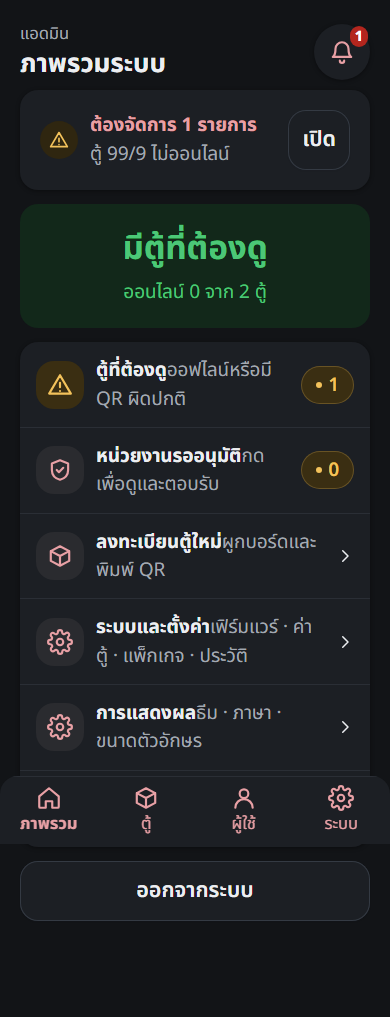 แอดมิน
ภาพรวมระบบ
1
ต้องจัดการ 1 รายการ
ตู้ 99/9 ไม่ออนไลน์
เปิด
มีตู้ที่ต้องดู
ออนไลน์ 0 จาก 2 ตู้
ตู้ที่ต้องดูออฟไลน์หรือมี
QR ผิดปกติ
• 1
หน่วยงานรออนุมัติกด
เพื่อดูและตอบรับ
• 0
ลงทะเบียนตู้ใหม่ผูกบอร์ดและ
พิมพ์ QR
ระบบและตั้งค่าเฟิร์มแวร์ · ค่า
ตู้ · แพ็กเกจ · ประวัติ
การแสดงผลธีม · ภาษา ·
ขนาดตัวอักษร
ภาพรวม
ตู้
ผู้ใช้
ระบบ
ออกจากระบบ